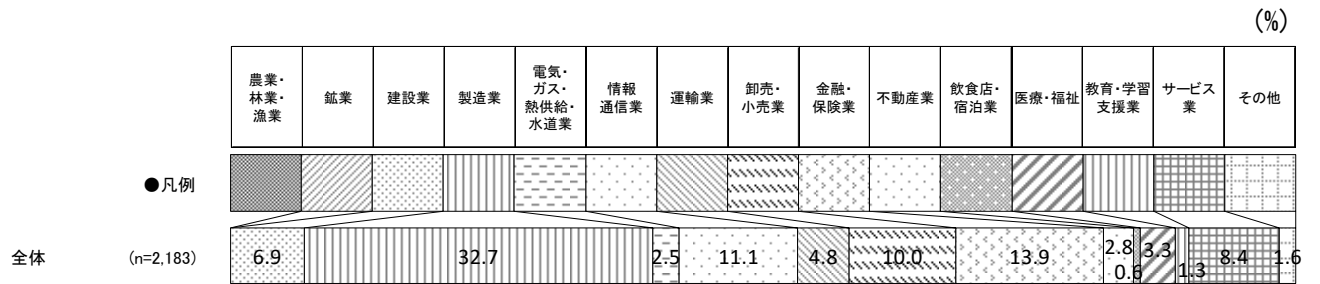 (%)
農業・
林業・
漁業
鉱業
建設業
製造業
電気・
ガス・
熱供給・
水道業
情報
通信業
運輸業
卸売・
小売業
金融・
保険業
不動産業
飲食店・
宿泊業
医療・福祉
教育・学習
支援業
サービス
業
その他
●凡例
全体
(n=2,183)
6.9
32.7
2.5
11.1
4.8
10.0
13.9
2.8
0.6
3.3
1.3
8.4
1.6